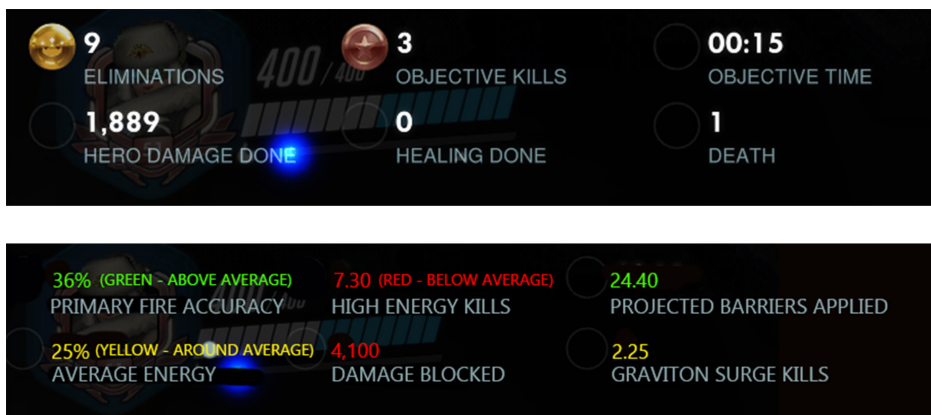 9 3 00:15
ELIMINATIONS 400 / 400 OBJECTIVE KILLS OBJECTIVE TIME
1,889 0 1
HERO DAMAGE DONE HEALING DONE DEATH
36% (GREEN - ABOVE AVERAGE) 7.30 (RED - BELOW AVERAGE) 24.40
PRIMARY FIRE ACCURACY HIGH ENERGY KILLS PROJECTED BARRIERS APPLIED
25% (YELLOW - AROUND AVERAGE) 4,100 2.25
AVERAGE ENERGY DAMAGE BLOCKED GRAVITON SURGE KILLS